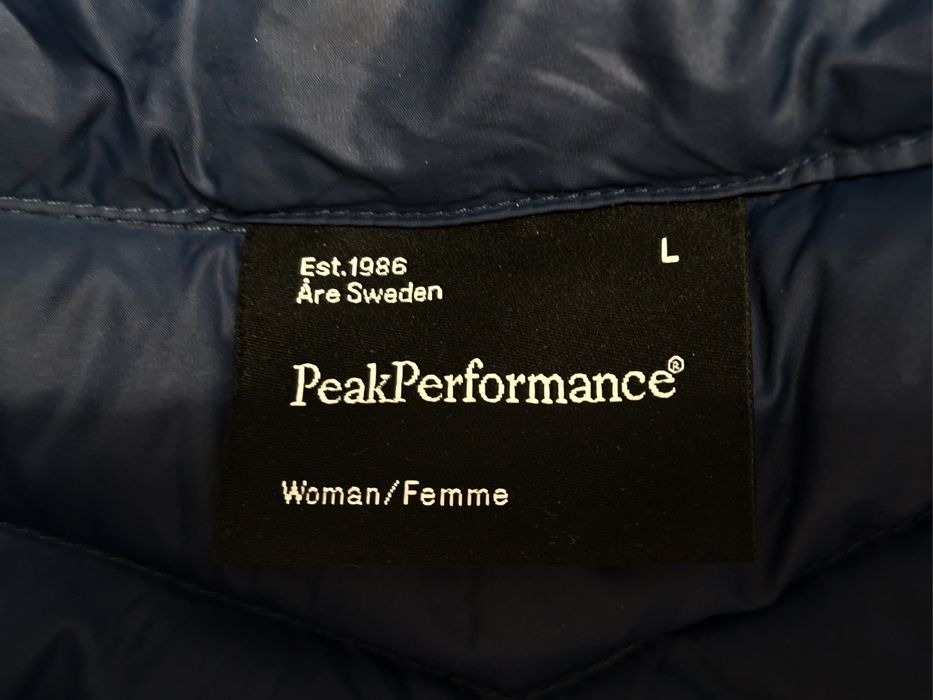 L
Est.1986
Åre Sweden
PeakPerformance®
Woman/Femme